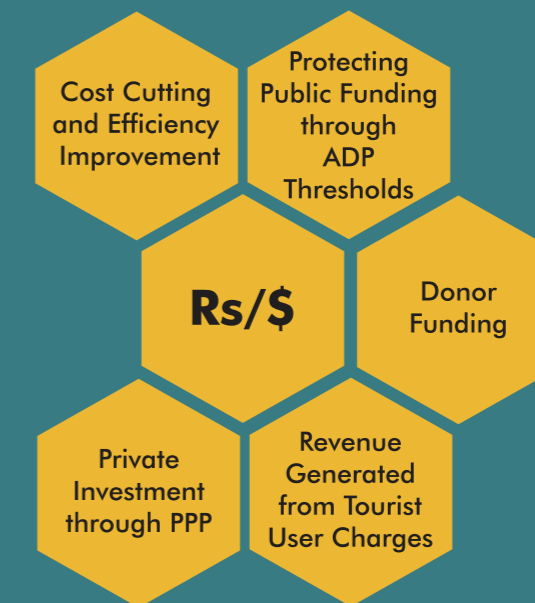 Cost Cutting
and Efficiency
Improvement
Protecting
Public Funding
through
ADP
Thresholds
Rs/$
Donor
Funding
Private
Investment
through PPP
Revenue
Generated
from Tourist
User Charges